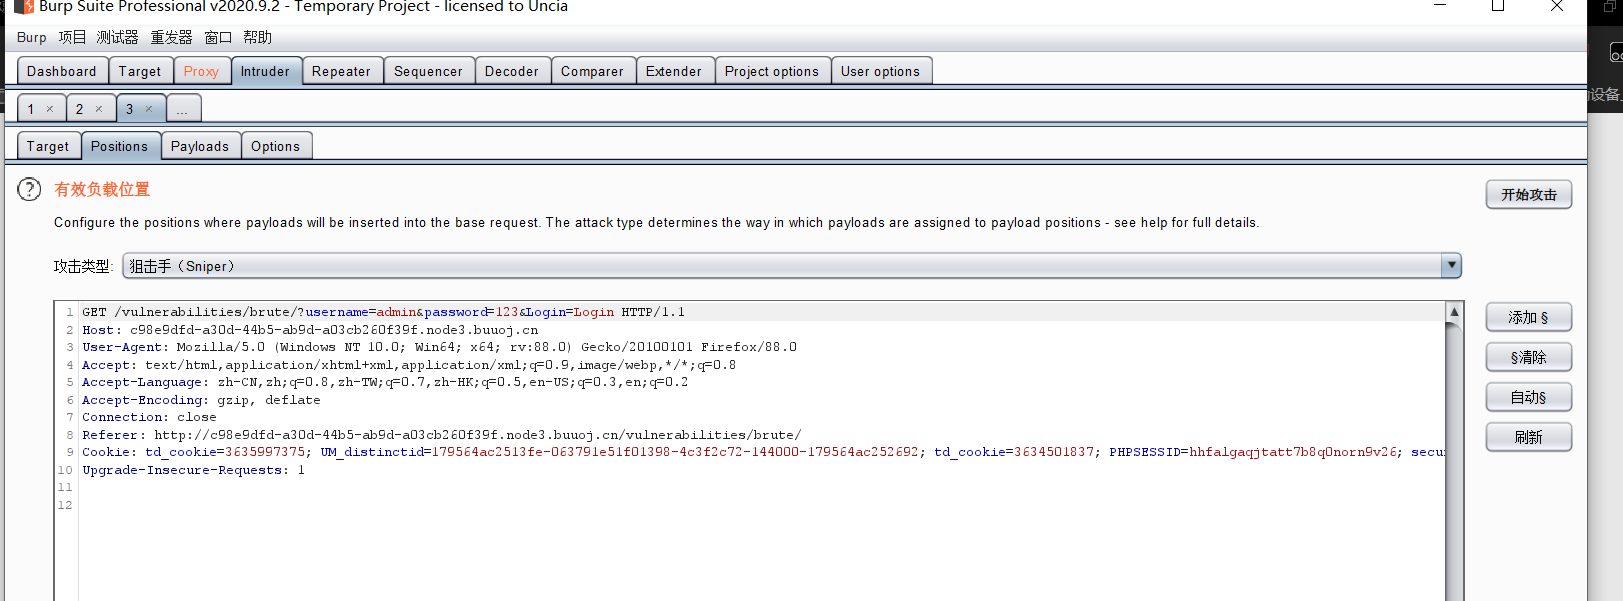 Burp Suite Professional v2020.9.2 - Temporary Project - licensed to Uncia
Burp 项目 测试器 重发器 窗口 帮助
Dashboard Target Proxy Intruder Repeater Sequencer Decoder Comparer Extender Project options User options
1 × 2 × 3 × ...
设备
Target Positions Payloads Options
? 有效负载位置
开始攻击
Configure the positions where payloads will be inserted into the base request. The attack type determines the way in which payloads are assigned to payload positions - see help for full details.
攻击类型: 狙击手（Sniper）
1 GET /vulnerabilities/brute/?username=admin&password=123&Login=Login HTTP/1.1
2 Host: c98e9dfd-a30d-44b5-ab9d-a03cb260f39f.node3.buuoj.cn
3 User-Agent: Mozilla/5.0 (Windows NT 10.0; Win64; x64; rv:88.0) Gecko/20100101 Firefox/88.0
4 Accept: text/html,application/xhtml+xml,application/xml;q=0.9,image/webp,*/*;q=0.8
5 Accept-Language: zh-CN,zh;q=0.8,zh-TW;q=0.7,zh-HK;q=0.5,en-US;q=0.3,en;q=0.2
6 Accept-Encoding: gzip, deflate
7 Connection: close
8 Referer: http://c98e9dfd-a30d-44b5-ab9d-a03cb260f39f.node3.buuoj.cn/vulnerabilities/brute/
9 Cookie: td_cookie=3635997375; UM_distinctid=179564ac2513fe-063791e51f01398-4c3f2c72-144000-179564ac252692; td_cookie=3634501837; PHPSESSID=hhfalgaqjtatt7b8q0norn9v26; secu
10 Upgrade-Insecure-Requests: 1
11
12
添加 §
§清除
自动§
刷新